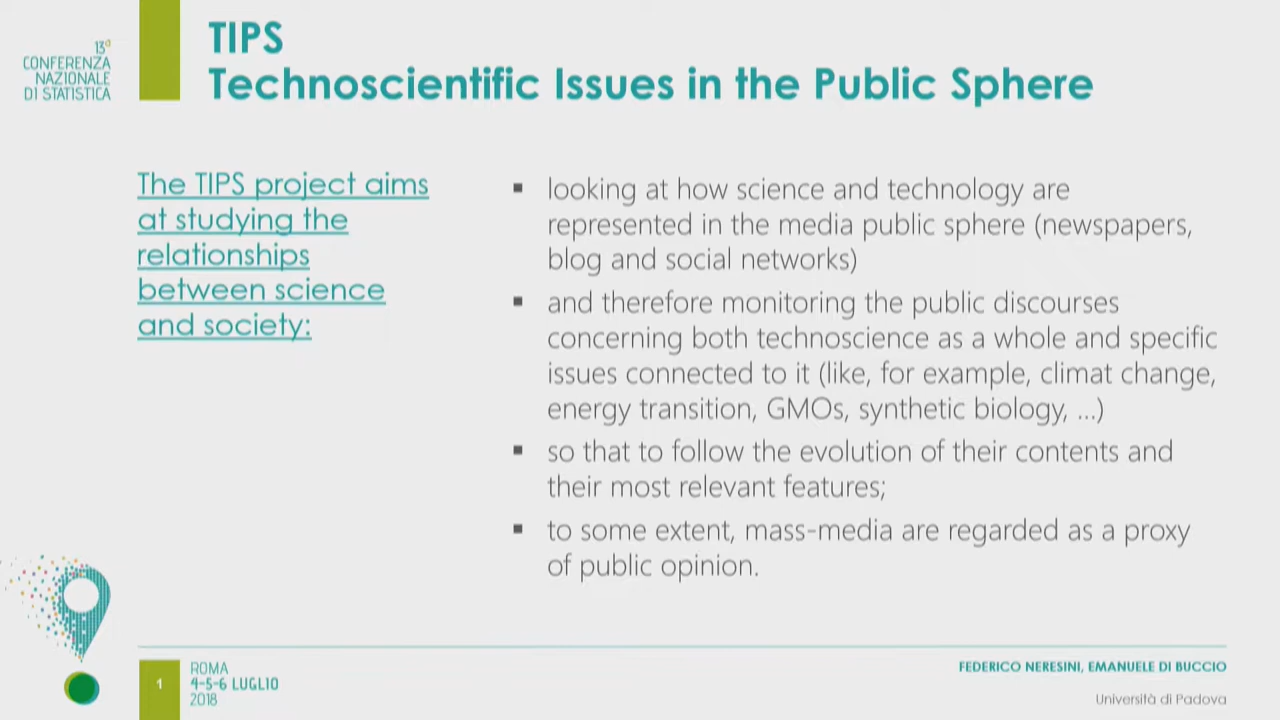 13a
CONFERENZA
NAZIONALE
DI STATISTICA
TIPS
Technoscientific Issues in the Public Sphere
The TIPS project aims
at studying the
relationships
between science
and society:
▪ looking at how science and technology are
represented in the media public sphere (newspapers,
blog and social networks)
▪ and therefore monitoring the public discourses
concerning both technoscience as a whole and specific
issues connected to it (like, for example, climat change,
energy transition, GMOs, synthetic biology, ...)
▪ so that to follow the evolution of their contents and
their most relevant features;
▪ to some extent, mass-media are regarded as a proxy
of public opinion.
1
ROMA
4-5-6 LUGLIO
2018
FEDERICO NERESINI, EMANUELE DI BUCCIO
Università di Padova